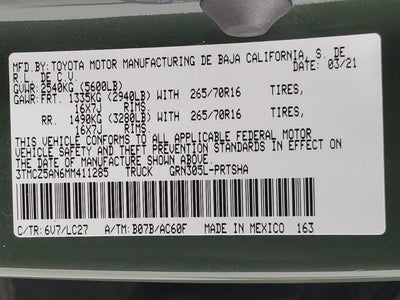 MFD.BY:TOYOTA MOTOR MANUFACTURING DE BAJA CALIFORNIA, S. DE
R.L. DE C.V. DATE: 03/21
GVWR:2540KG (5600LB)
GAWR:FRT. 1335KG (2940LB) WITH 265/70R16 TIRES,
16X7J RIMS.
RR. 1490KG (3280LB) WITH 265/70R16 TIRES,
16X7J RIMS.
THIS VEHICLE CONFORMS TO ALL APPLICABLE FEDERAL MOTOR
VEHICLE SAFETY AND THEFT PREVENTION STANDARDS IN EFFECT ON
THE DATE OF MANUFACTURE SHOWN ABOVE.
3TMCZ5AN6MM411285 TRUCK GRN305L-PRTSHA
C/TR:6V7/LC27 A/TM:B07B/AC60F MADE IN MEXICO 163